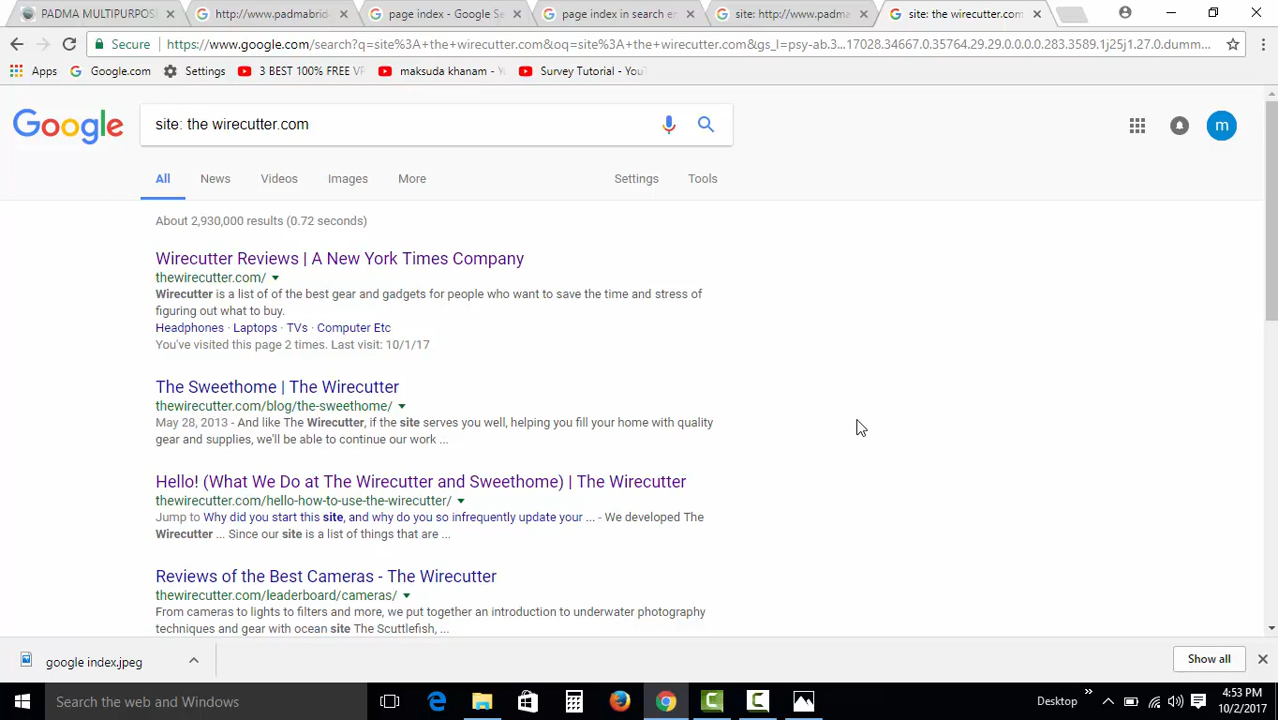 PADMA MULTIPURPOS
http://www.padmabrid
page index - Google Se
page index in search en
site: http://www.padma
site: the wirecutter.com
Secure https://www.google.com/search?q=site%3A+the+wirecutter.com&oq=site%3A+the+wirecutter.com&gs_l=psy-ab.3...17028.34667.0.35764.29.29.0.0.0.0.283.3589.1j25j1.27.0.dumm...
Apps Google.com Settings 3 BEST 100% FREE VP maksuda khanam - Y Survey Tutorial - You
Google site: the wirecutter.com m
All News Videos Images More Settings Tools
About 2,930,000 results (0.72 seconds)
Wirecutter Reviews | A New York Times Company
thewirecutter.com/
Wirecutter is a list of of the best gear and gadgets for people who want to save the time and stress of
figuring out what to buy.
Headphones · Laptops · TVs · Computer Etc
You've visited this page 2 times. Last visit: 10/1/17
The Sweethome | The Wirecutter
thewirecutter.com/blog/the-sweethome/
May 28, 2013 - And like The Wirecutter, if the site serves you well, helping you fill your home with quality
gear and supplies, we'll be able to continue our work ...
Hello! (What We Do at The Wirecutter and Sweethome) | The Wirecutter
thewirecutter.com/hello-how-to-use-the-wirecutter/
Jump to Why did you start this site, and why do you so infrequently update your ... - We developed The
Wirecutter ... Since our site is a list of things that are ...
Reviews of the Best Cameras - The Wirecutter
thewirecutter.com/leaderboard/cameras/
From cameras to lights to filters and more, we put together an introduction to underwater photography
techniques and gear with ocean site The Scuttlefish, ...
google index.jpeg Show all
Search the web and Windows Desktop 4:53 PM
10/2/2017